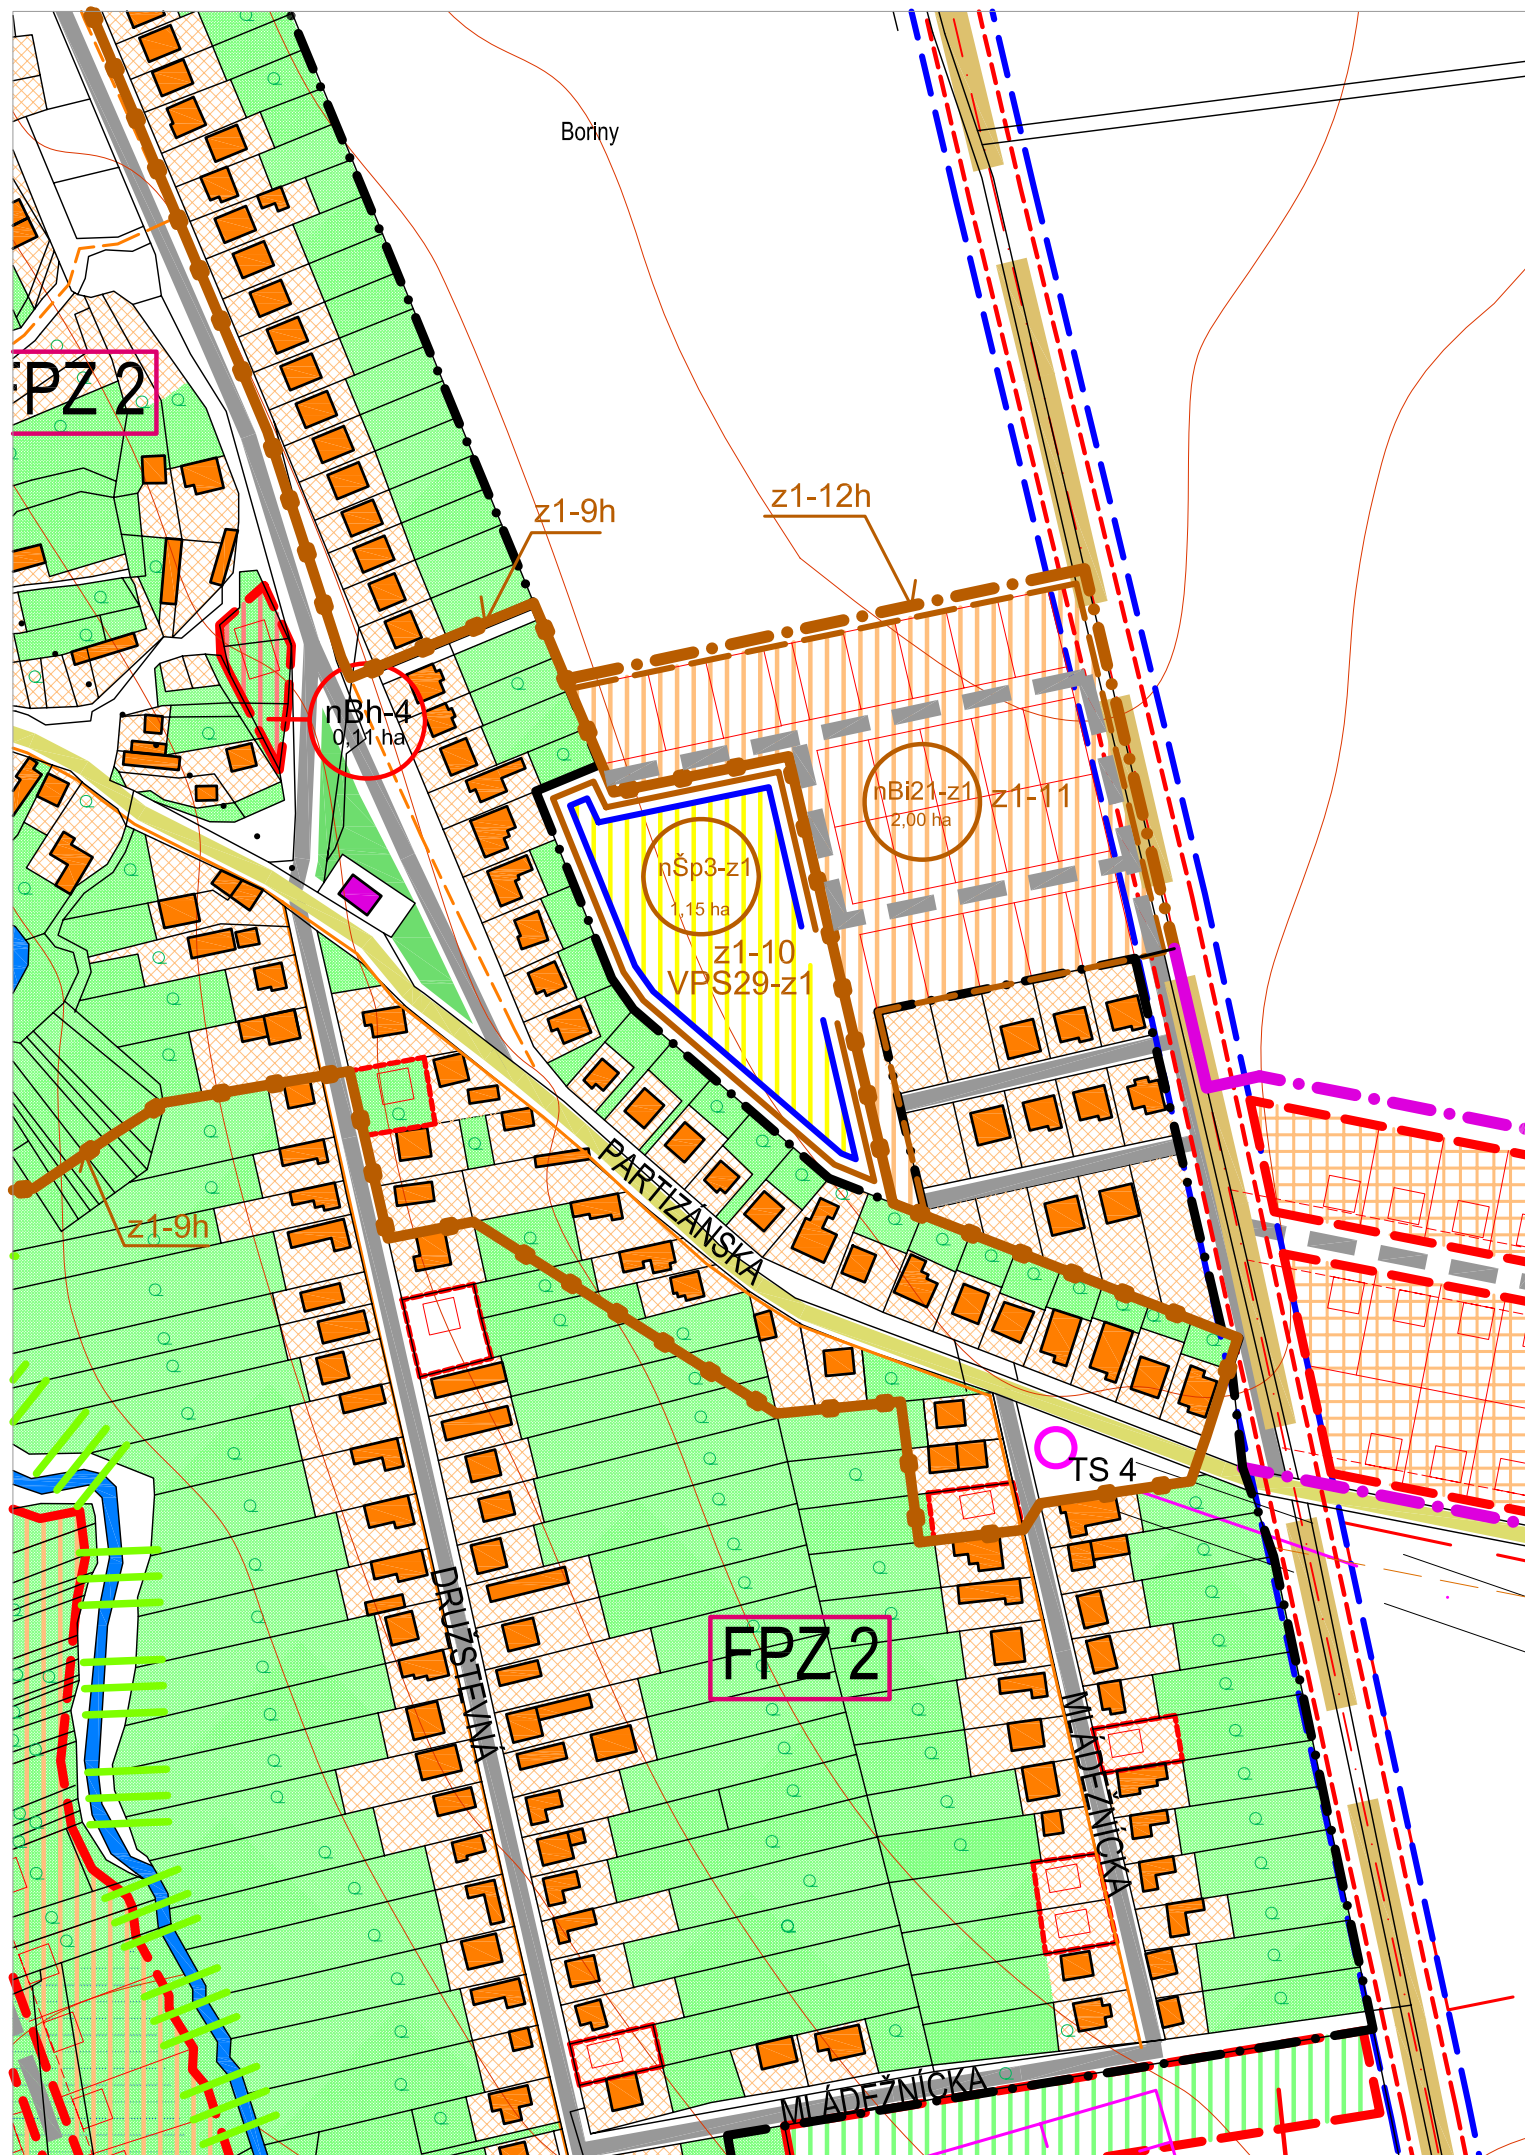 Boriny
FPZ 2
z1-9h
z1-12h
nBh-4
0,11 ha
nBi21-z1
2,00 ha
z1-11
nŠp3-z1
1,15 ha
z1-10
VPS29-z1
PARTIZÁNSKA
z1-9h
TS 4
DRUŽSTEVNÁ
FPZ 2
MLÁDEŽNÍCKA
MLÁDEŽNÍCKA